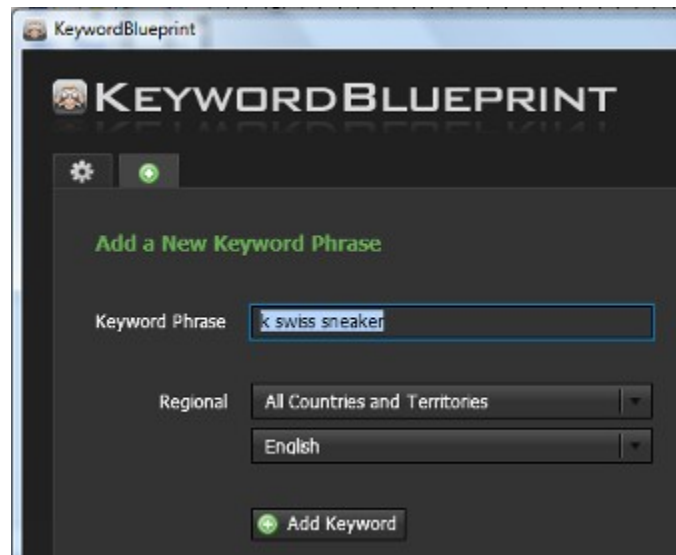 KeywordBlueprint
KEYWORDBLUEPRINT
Add a New Keyword Phrase
Keyword Phrase k swiss sneaker
Regional All Countries and Territories
English
Add Keyword